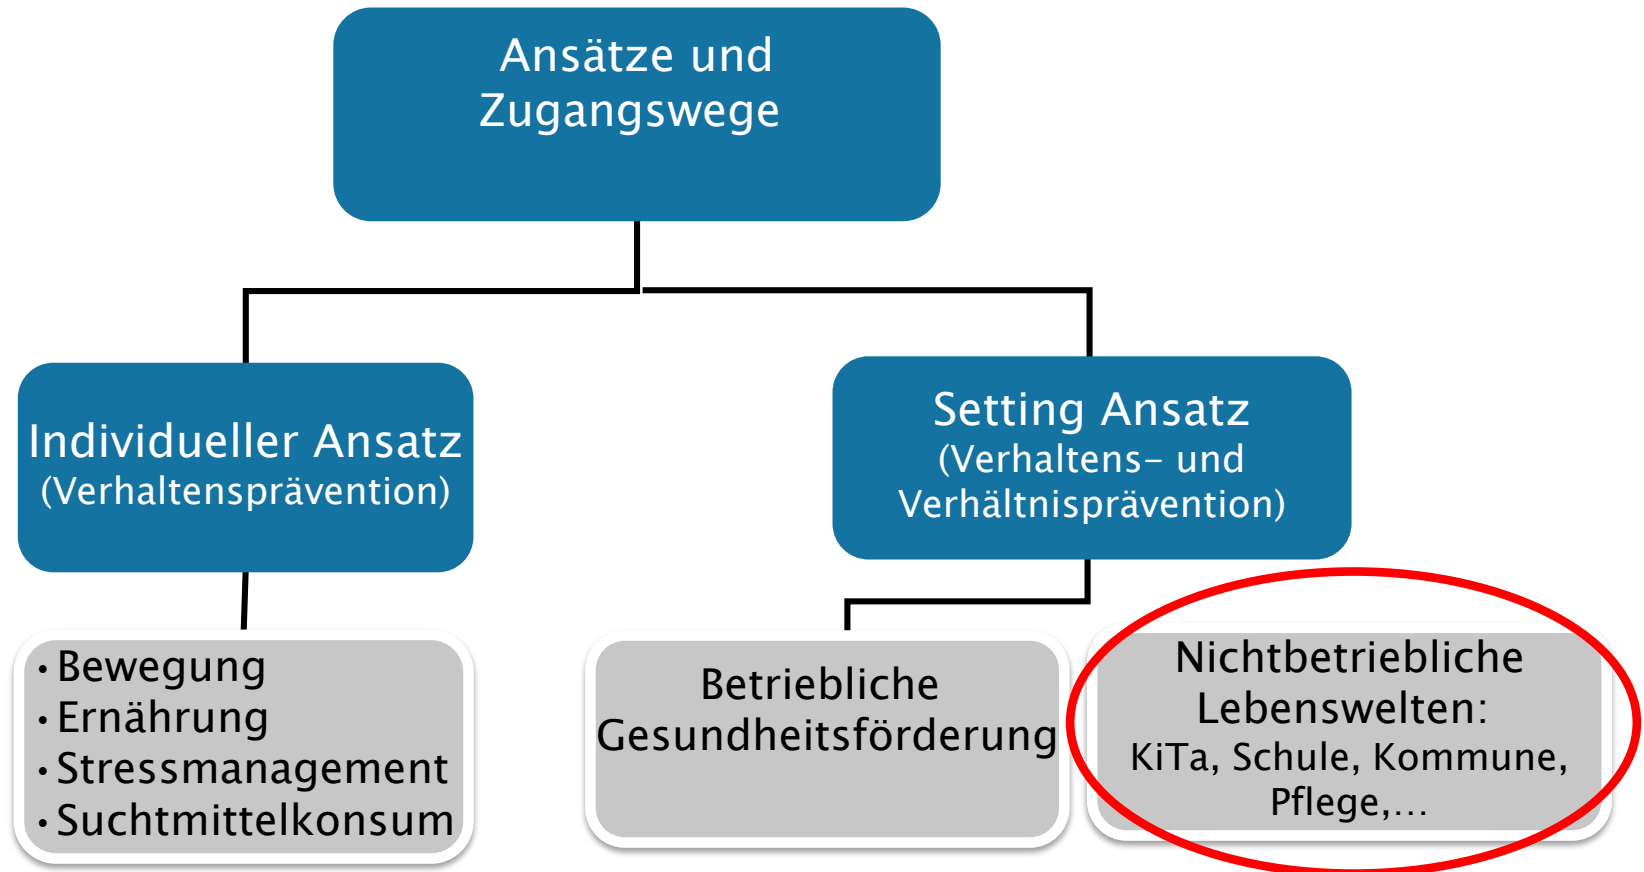 Ansätze und
Zugangswege
Individueller Ansatz
(Verhaltensprävention)
Setting Ansatz
(Verhaltens- und
Verhältnisprävention)
• Bewegung
• Ernährung
• Stressmanagement
• Suchtmittelkonsum
Betriebliche
Gesundheitsförderung
Nichtbetriebliche
Lebenswelten:
KiTa, Schule, Kommune,
Pflege,...